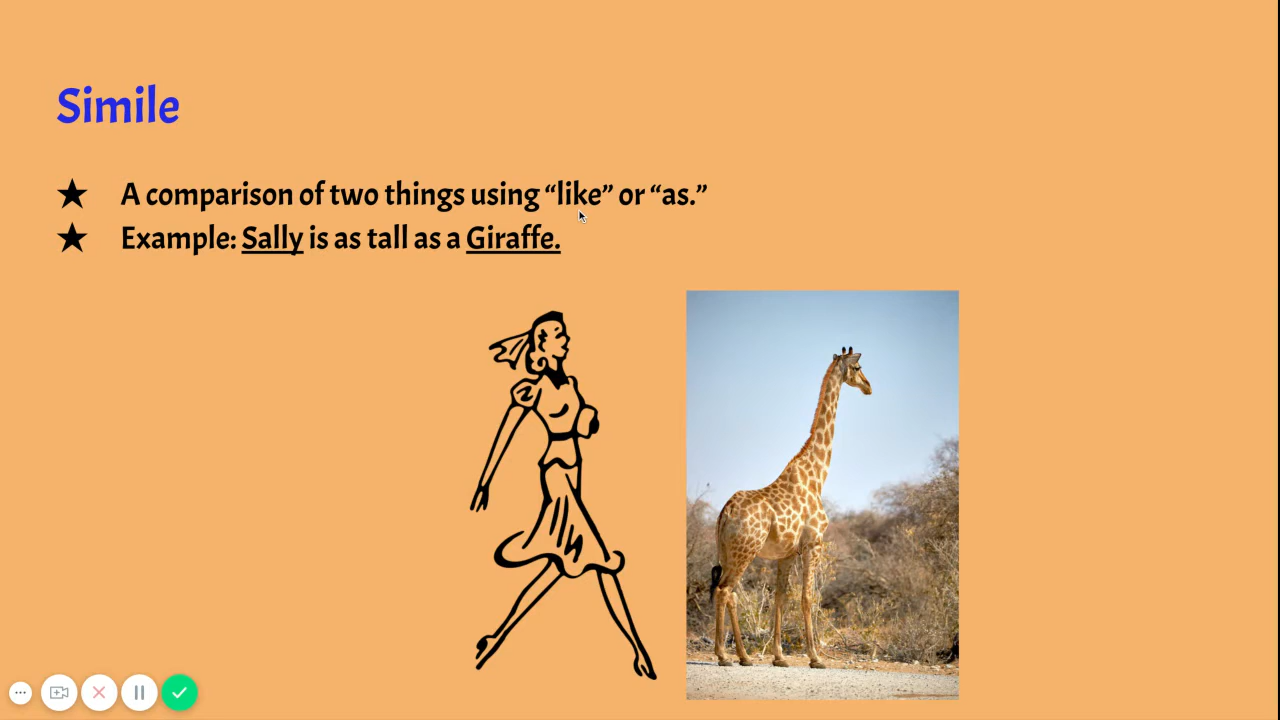 Simile
★ A comparison of two things using “like” or “as.”
★ Example: Sally is as tall as a Giraffe.